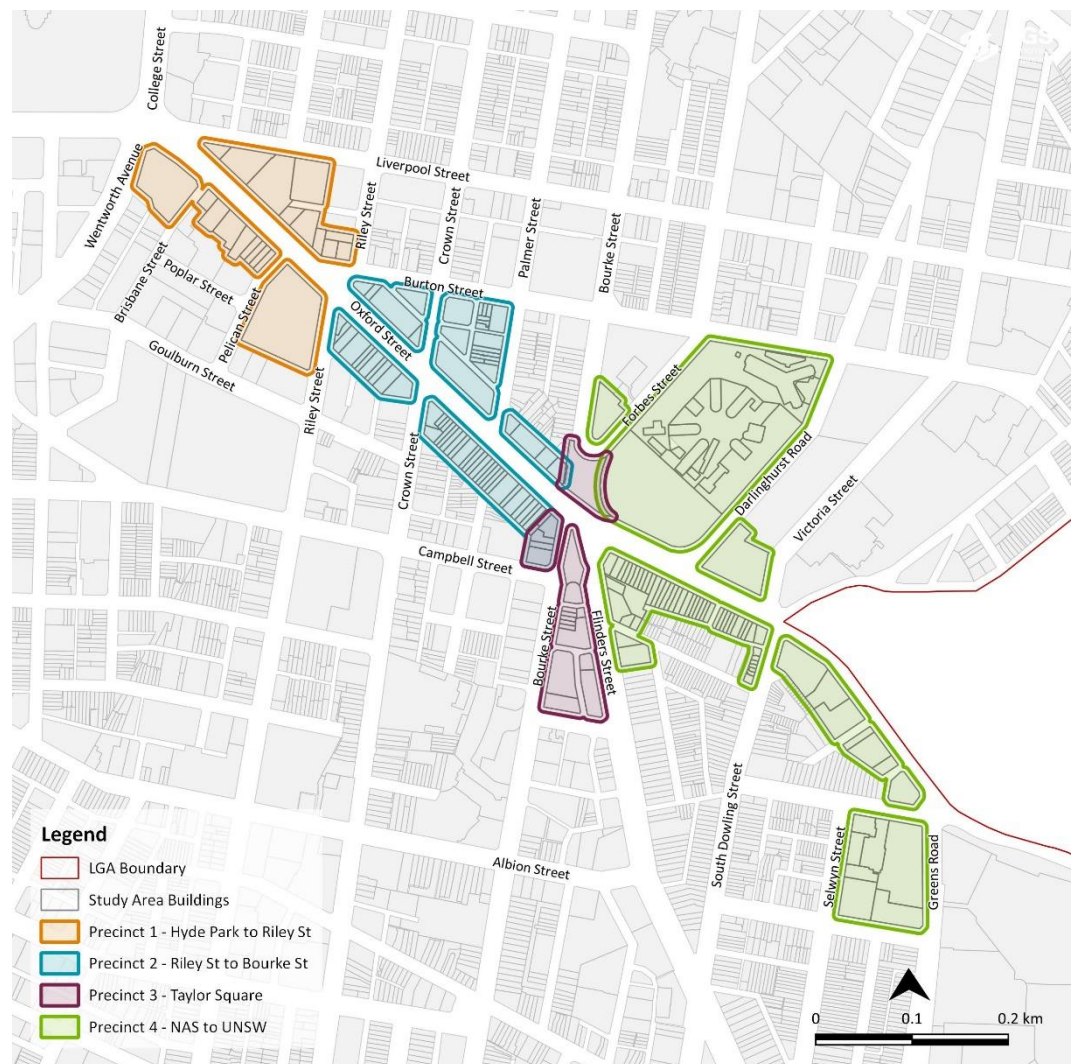 College Street
Wentworth Avenue
Liverpool Street
Riley Street
Crown Street
Palmer Street
Bourke Street
Brisbane Street
Poplar Street
Pelican Street
Burton Street
Oxford Street
Goulburn Street
Riley Street
Forbes Street
Crown Street
Darlinghurst Road
Victoria Street
Campbell Street
Bourke Street
Flinders Street
South Dowling Street
Albion Street
Selwyn Street
Greens Road
Legend
LGA Boundary
Study Area Buildings
Precinct 1 - Hyde Park to Riley St
Precinct 2 - Riley St to Bourke St
Precinct 3 - Taylor Square
Precinct 4 - NAS to UNSW
0 0.1 0.2 km